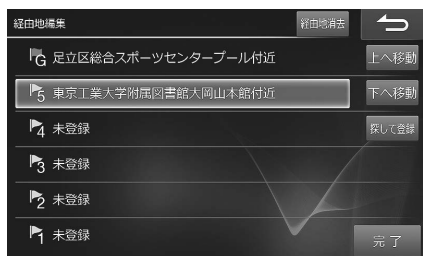 経由地編集 経由地消去
G 足立区総合スポーツセンタープール付近 上へ移動
5 東京工業大学附属図書館大岡山本館付近 下へ移動
4 未登録 探して登録
3 未登録
2 未登録
1 未登録 完了